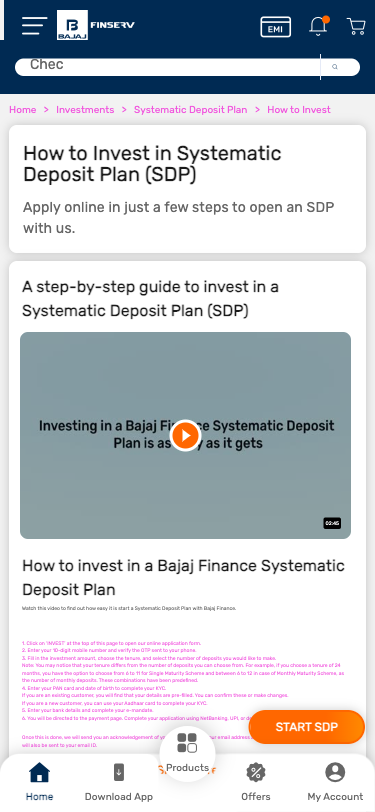 BAJAJ
FINSERV
EMI
Chec
Home > Investments > Systematic Deposit Plan > How to Invest
How to Invest in Systematic
Deposit Plan (SDP)
Apply online in just a few steps to open an SDP
with us.
A step-by-step guide to invest in a
Systematic Deposit Plan (SDP)
Investing in a Bajaj Finance Systematic Deposit
Plan is as easy as it gets
02:45
How to invest in a Bajaj Finance Systematic
Deposit Plan
Watch this video to find out how easy it is start a Systematic Deposit Plan with Bajaj Finance.
1. Click on 'INVEST' at the top of this page to open our online application form.
2. Enter your 10-digit mobile number and verify the OTP sent to your phone.
3. Fill in the investment amount, choose the tenure, and select the number of deposits you would like to make.
Note: You may notice that your tenure differs from the number of deposits you can choose from. For example, if you choose a tenure of 24
months, you have the option to choose from 6 to 11 for Single Maturity Scheme and between 6 to 12 in case of Monthly Maturity Scheme, as
the number of monthly deposits. These combinations have been predefined.
4. Enter your PAN card and date of birth to complete your KYC.
If you are an existing customer, you will find that your details are pre-filled. You can confirm these or make changes.
If you are a new customer, you can use your Aadhaar card to complete your KYC.
5. Enter your bank details and complete your e-mandate.
6. You will be directed to the payment page. Complete your application using NetBanking, UPI, or
START SDP
Once this is done, we will send you an acknowledgement of your
your email address
will also be sent to your email ID.
Products
Home
Download App
Offers
My Account